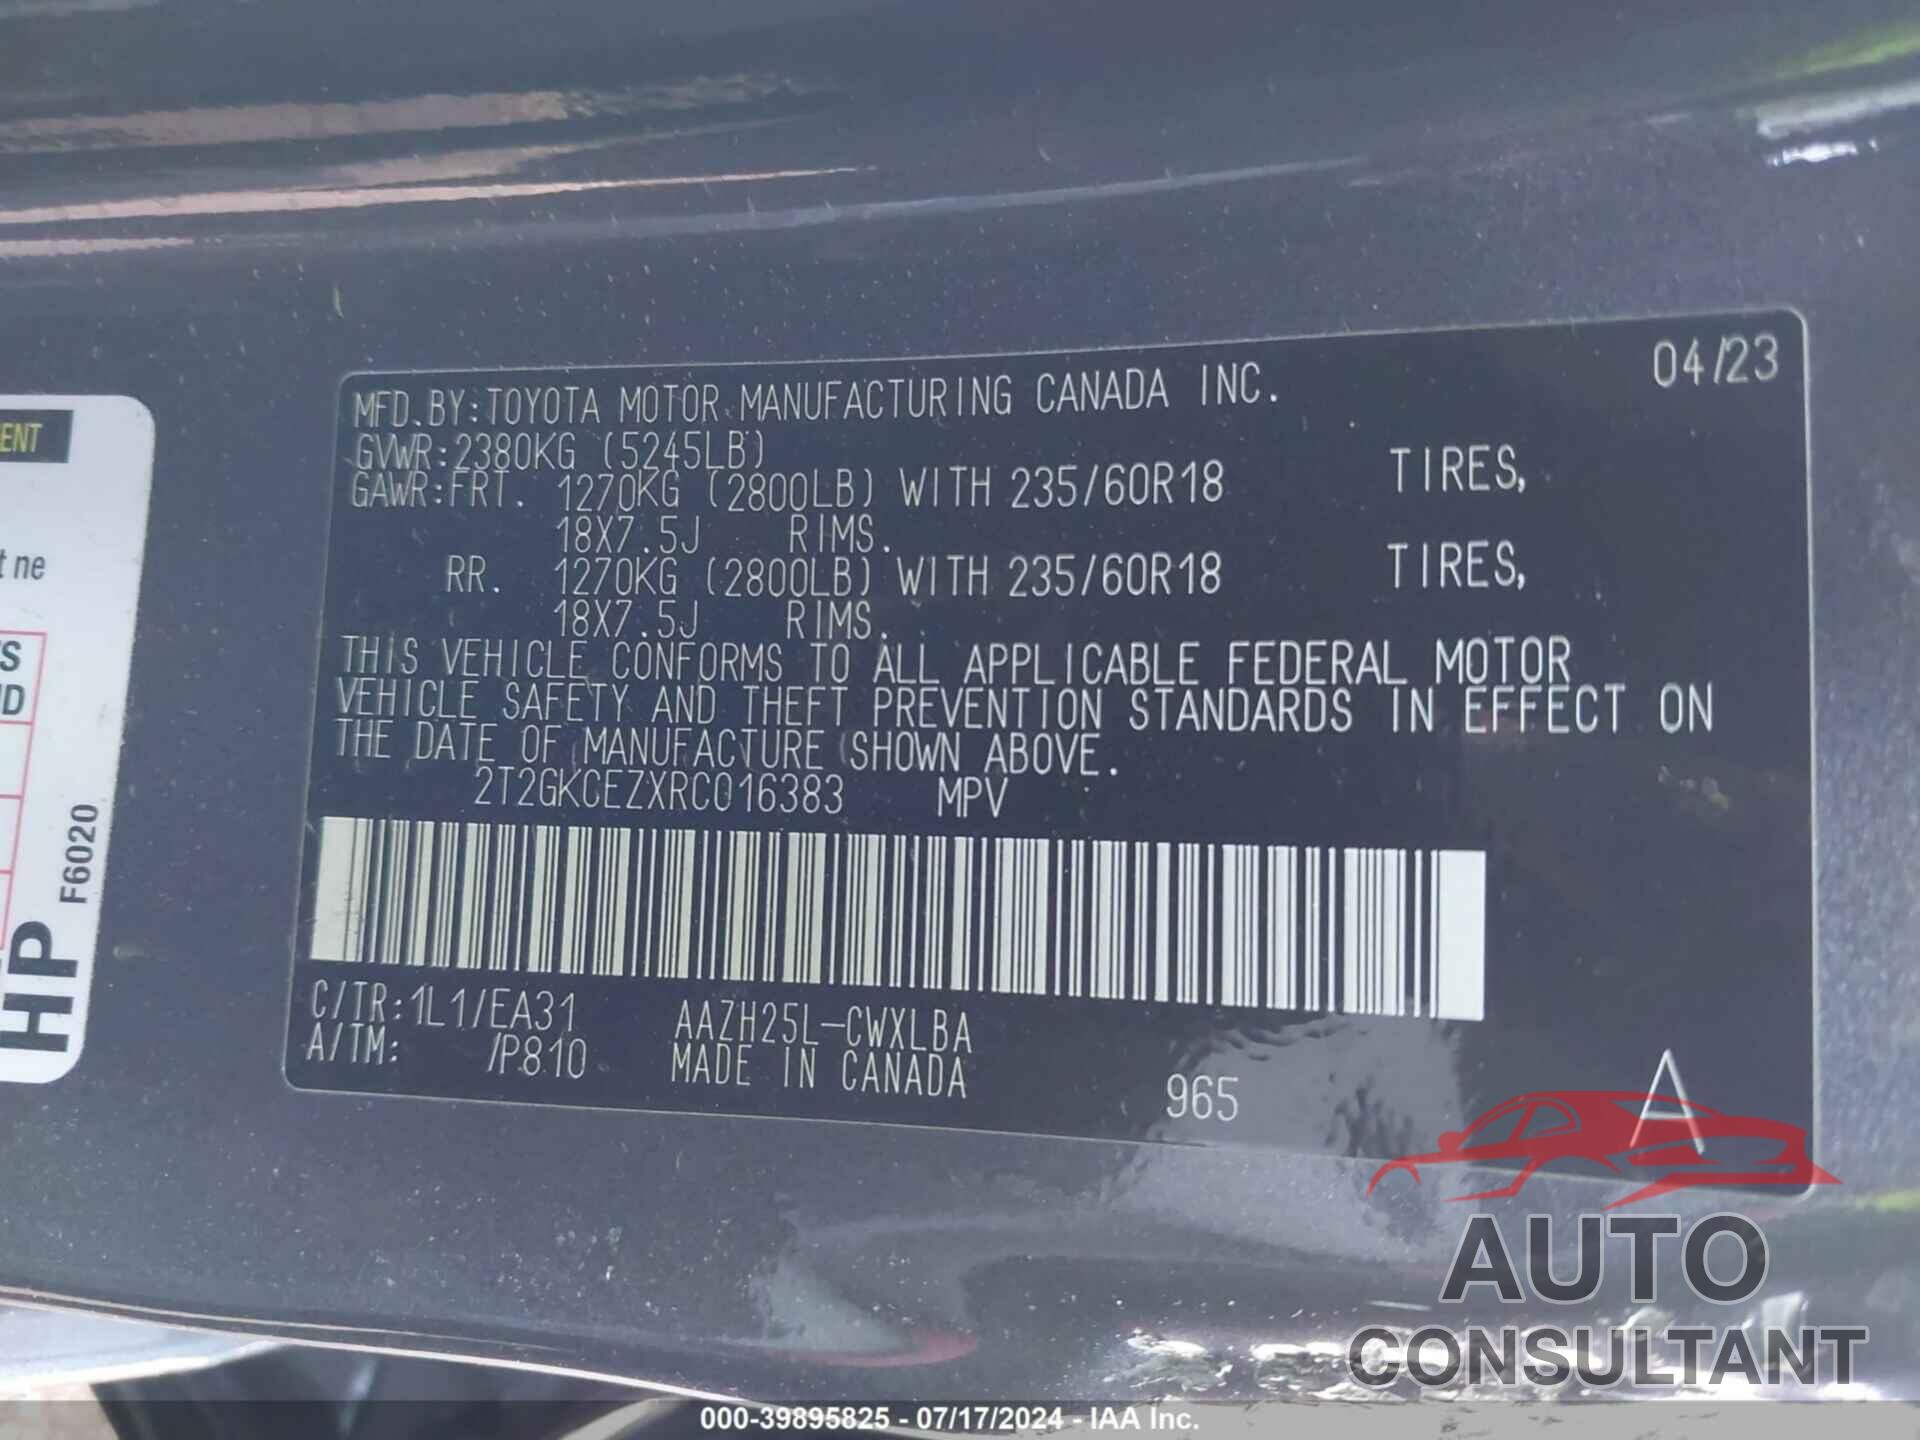 04/23
MFD.BY:TOYOTA MOTOR MANUFACTURING CANADA INC.
GVWR:2380KG (5245LB)
GAWR:FRT. 1270KG (2800LB) WITH 235/60R18 TIRES,
18X7.5J RIMS.
RR. 1270KG (2800LB) WITH 235/60R18 TIRES,
18X7.5J RIMS.
THIS VEHICLE CONFORMS TO ALL APPLICABLE FEDERAL MOTOR
VEHICLE SAFETY AND THEFT PREVENTION STANDARDS IN EFFECT ON
THE DATE OF MANUFACTURE SHOWN ABOVE.
2T2GKCEZXRC016383 MPV
C/TR:1L1/EA31 AAZH25L-CWXLBA
A/TM: /P810 MADE IN CANADA
965 A
ENT
t ne
S
D
HP F6020
AUTO
CONSULTANT
000-39895825 - 07/17/2024 - IAA Inc.